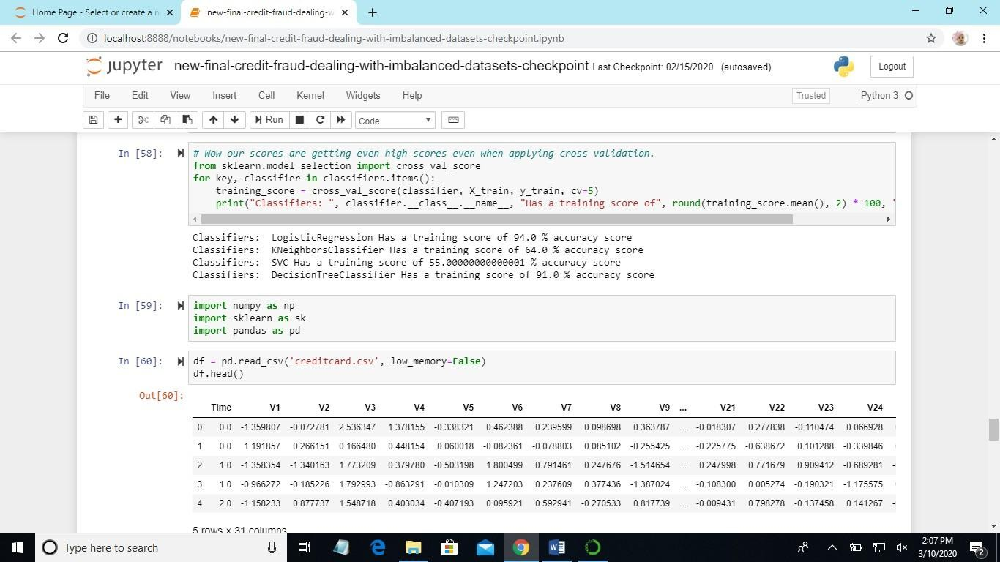 Home Page - Select or create a n
new-final-credit-fraud-dealing-w
localhost:8888/notebooks/new-final-credit-fraud-dealing-with-imbalanced-datasets-checkpoint.ipynb
jupyter new-final-credit-fraud-dealing-with-imbalanced-datasets-checkpoint Last Checkpoint: 02/15/2020 (autosaved) Logout
File Edit View Insert Cell Kernel Widgets Help Trusted Python 3
Run Code
In [58]: # Wow our scores are getting even high scores even when applying cross validation.
from sklearn.model_selection import cross_val_score
for key, classifier in classifiers.items():
    training_score = cross_val_score(classifier, X_train, y_train, cv=5)
    print("Classifiers: ", classifier.__class__.__name__, "Has a training score of", round(training_score.mean(), 2) * 100, "
Classifiers:  LogisticRegression Has a training score of 94.0 % accuracy score
Classifiers:  KNeighborsClassifier Has a training score of 64.0 % accuracy score
Classifiers:  SVC Has a training score of 55.00000000000001 % accuracy score
Classifiers:  DecisionTreeClassifier Has a training score of 91.0 % accuracy score
In [59]: import numpy as np
import sklearn as sk
import pandas as pd
In [60]: df = pd.read_csv('creditcard.csv', low_memory=False)
df.head()
Out[60]:
Time V1 V2 V3 V4 V5 V6 V7 V8 V9 ... V21 V22 V23 V24
0 0.0 -1.359807 -0.072781 2.536347 1.378155 -0.338321 0.462388 0.239599 0.098698 0.363787 ... -0.018307 0.277838 -0.110474 0.066928
1 0.0 1.191857 0.266151 0.166480 0.448154 0.060018 -0.082361 -0.078803 0.085102 -0.255425 ... -0.225775 -0.638672 0.101288 -0.339846
2 1.0 -1.358354 -1.340163 1.773209 0.379780 -0.503198 1.800499 0.791461 0.247676 -1.514654 ... 0.247998 0.771679 0.909412 -0.689281 -
3 1.0 -0.966272 -0.185226 1.792993 -0.863291 -0.010309 1.247203 0.237609 0.377436 -1.387024 ... -0.108300 0.005274 -0.190321 -1.175575
4 2.0 -1.158233 0.877737 1.548718 0.403034 -0.407193 0.095921 0.592941 -0.270533 0.817739 ... -0.009431 0.798278 -0.137458 0.141267 -
5 rows × 31 columns
Type here to search
2:07 PM
3/10/2020
2